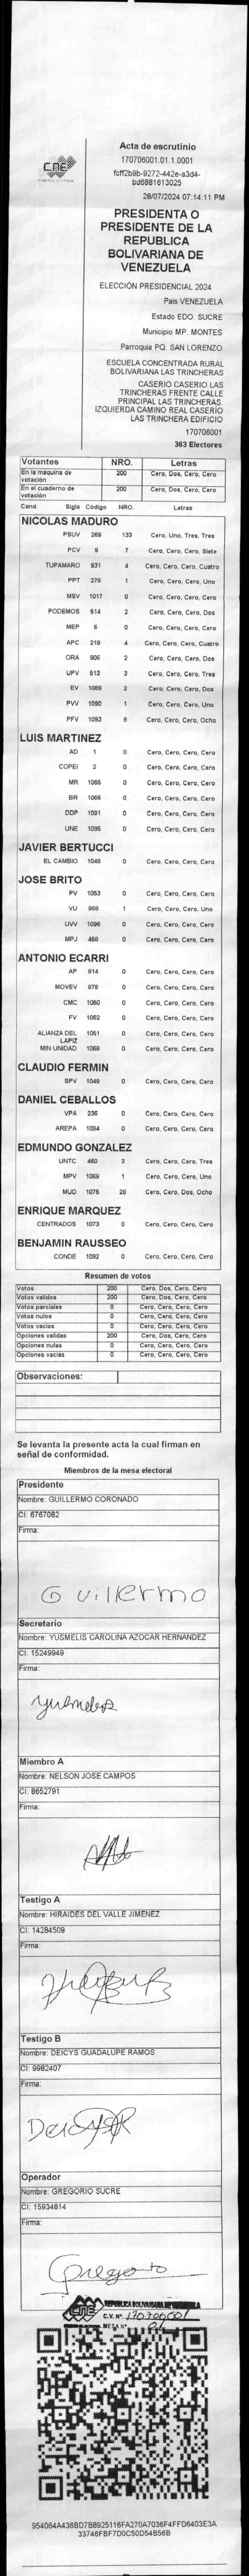 CNE
Acta de escrutinio
170706001.01.1.0001
fcff2b9b-9272-442e-a3d4-
bd6881613025
28/07/2024 07:14:11 PM
PRESIDENTA O
PRESIDENTE DE LA
REPUBLICA
BOLIVARIANA DE
VENEZUELA
ELECCIÓN PRESIDENCIAL 2024
País VENEZUELA
Estado EDO. SUCRE
Municipio MP. MONTES
Parroquia PQ. SAN LORENZO
ESCUELA CONCENTRADA RURAL
BOLIVARIANA LAS TRINCHERAS
CASERIO CASERIO LAS
TRINCHERAS FRENTE CALLE
PRINCIPAL LAS TRINCHERAS.
IZQUIERDA CAMINO REAL CASERIO
LAS TRINCHERA EDIFICIO
170706001
363 Electores
Votantes NRO. Letras
En la máquina de votación 200 Cero, Dos, Cero, Cero
En el cuaderno de votación 200 Cero, Dos, Cero, Cero
Cand. Sigla Código NRO. Letras
NICOLAS MADURO
PSUV 269 133 Cero, Uno, Tres, Tres
PCV 9 7 Cero, Cero, Cero, Siete
TUPAMARO 931 4 Cero, Cero, Cero, Cuatro
PPT 276 1 Cero, Cero, Cero, Uno
MSV 1017 0 Cero, Cero, Cero, Cero
PODEMOS 514 2 Cero, Cero, Cero, Dos
MEP 6 0 Cero, Cero, Cero, Cero
APC 219 4 Cero, Cero, Cero, Cuatro
ORA 906 2 Cero, Cero, Cero, Dos
UPV 513 3 Cero, Cero, Cero, Tres
EV 1089 2 Cero, Cero, Cero, Dos
PVV 1090 1 Cero, Cero, Cero, Uno
PFV 1093 8 Cero, Cero, Cero, Ocho
LUIS MARTINEZ
AD 1 0 Cero, Cero, Cero, Cero
COPEI 2 0 Cero, Cero, Cero, Cero
MR 1065 0 Cero, Cero, Cero, Cero
BR 1066 0 Cero, Cero, Cero, Cero
DDP 1091 0 Cero, Cero, Cero, Cero
UNE 1095 0 Cero, Cero, Cero, Cero
JAVIER BERTUCCI
EL CAMBIO 1048 0 Cero, Cero, Cero, Cero
JOSE BRITO
PV 1053 0 Cero, Cero, Cero, Cero
VU 868 1 Cero, Cero, Cero, Uno
UVV 1096 0 Cero, Cero, Cero, Cero
MPJ 458 0 Cero, Cero, Cero, Cero
ANTONIO ECARRI
AP 814 0 Cero, Cero, Cero, Cero
MOVEV 878 0 Cero, Cero, Cero, Cero
CMC 1050 0 Cero, Cero, Cero, Cero
FV 1062 0 Cero, Cero, Cero, Cero
ALIANZA DEL LAPIZ 1051 0 Cero, Cero, Cero, Cero
MIN UNIDAD 1068 0 Cero, Cero, Cero, Cero
CLAUDIO FERMIN
SPV 1049 0 Cero, Cero, Cero, Cero
DANIEL CEBALLOS
VPA 236 0 Cero, Cero, Cero, Cero
AREPA 1094 0 Cero, Cero, Cero, Cero
EDMUNDO GONZALEZ
UNTC 460 3 Cero, Cero, Cero, Tres
MPV 1069 1 Cero, Cero, Cero, Uno
MUD 1075 28 Cero, Cero, Dos, Ocho
ENRIQUE MARQUEZ
CENTRADOS 1073 0 Cero, Cero, Cero, Cero
BENJAMIN RAUSSEO
CONDE 1092 0 Cero, Cero, Cero, Cero
Resumen de votos
Votos 200 Cero, Dos, Cero, Cero
Votos validos 200 Cero, Dos, Cero, Cero
Votos parciales 0 Cero, Cero, Cero, Cero
Votos nulos 0 Cero, Cero, Cero, Cero
Votos vacios 0 Cero, Cero, Cero, Cero
Opciones validas 200 Cero, Dos, Cero, Cero
Opciones nulas 0 Cero, Cero, Cero, Cero
Opciones vacias 0 Cero, Cero, Cero, Cero
Observaciones:
Se levanta la presente acta la cual firman en
señal de conformidad.
Miembros de la mesa electoral
Presidente
Nombre: GUILLERMO CORONADO
CI: 6767082
Firma:
Guillermo
Secretario
Nombre: YUSMELIS CAROLINA AZOCAR HERNANDEZ
CI: 15249949
Firma:
Miembro A
Nombre: NELSON JOSE CAMPOS
CI: 8652791
Firma:
Testigo A
Nombre: HIRAIDES DEL VALLE JIMENEZ
CI: 14284509
Firma:
Testigo B
Nombre: DEICYS GUADALUPE RAMOS
CI: 9982407
Firma:
Operador
Nombre: GREGORIO SUCRE
CI: 15934814
Firma:
Gregorio
CNE REPUBLICA BOLIVARIANA DE VENEZUELA
C.V. N°. 170706001
MESA N° 01
954064A436BD7B8925116FA270A7036F4FFD6403E3A
33746FBF7D0C50D54B56B